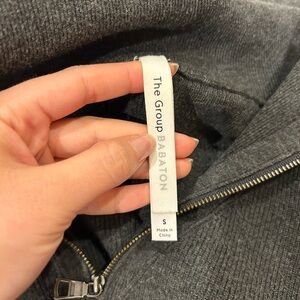 The Group BABATON
S
Made in
China